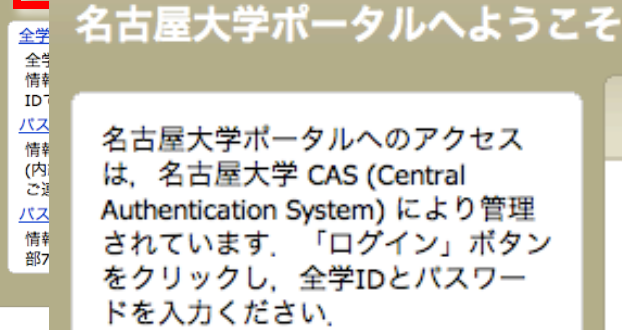 名古屋大学ポータルへようこそ
全学
全学
情報
ID
パス
情報
(内
ご連
パス
情報
部7
名古屋大学ポータルへのアクセス
は，名古屋大学 CAS (Central
Authentication System) により管理
されています．「ログイン」ボタン
をクリックし，全学IDとパスワー
ドを入力ください．